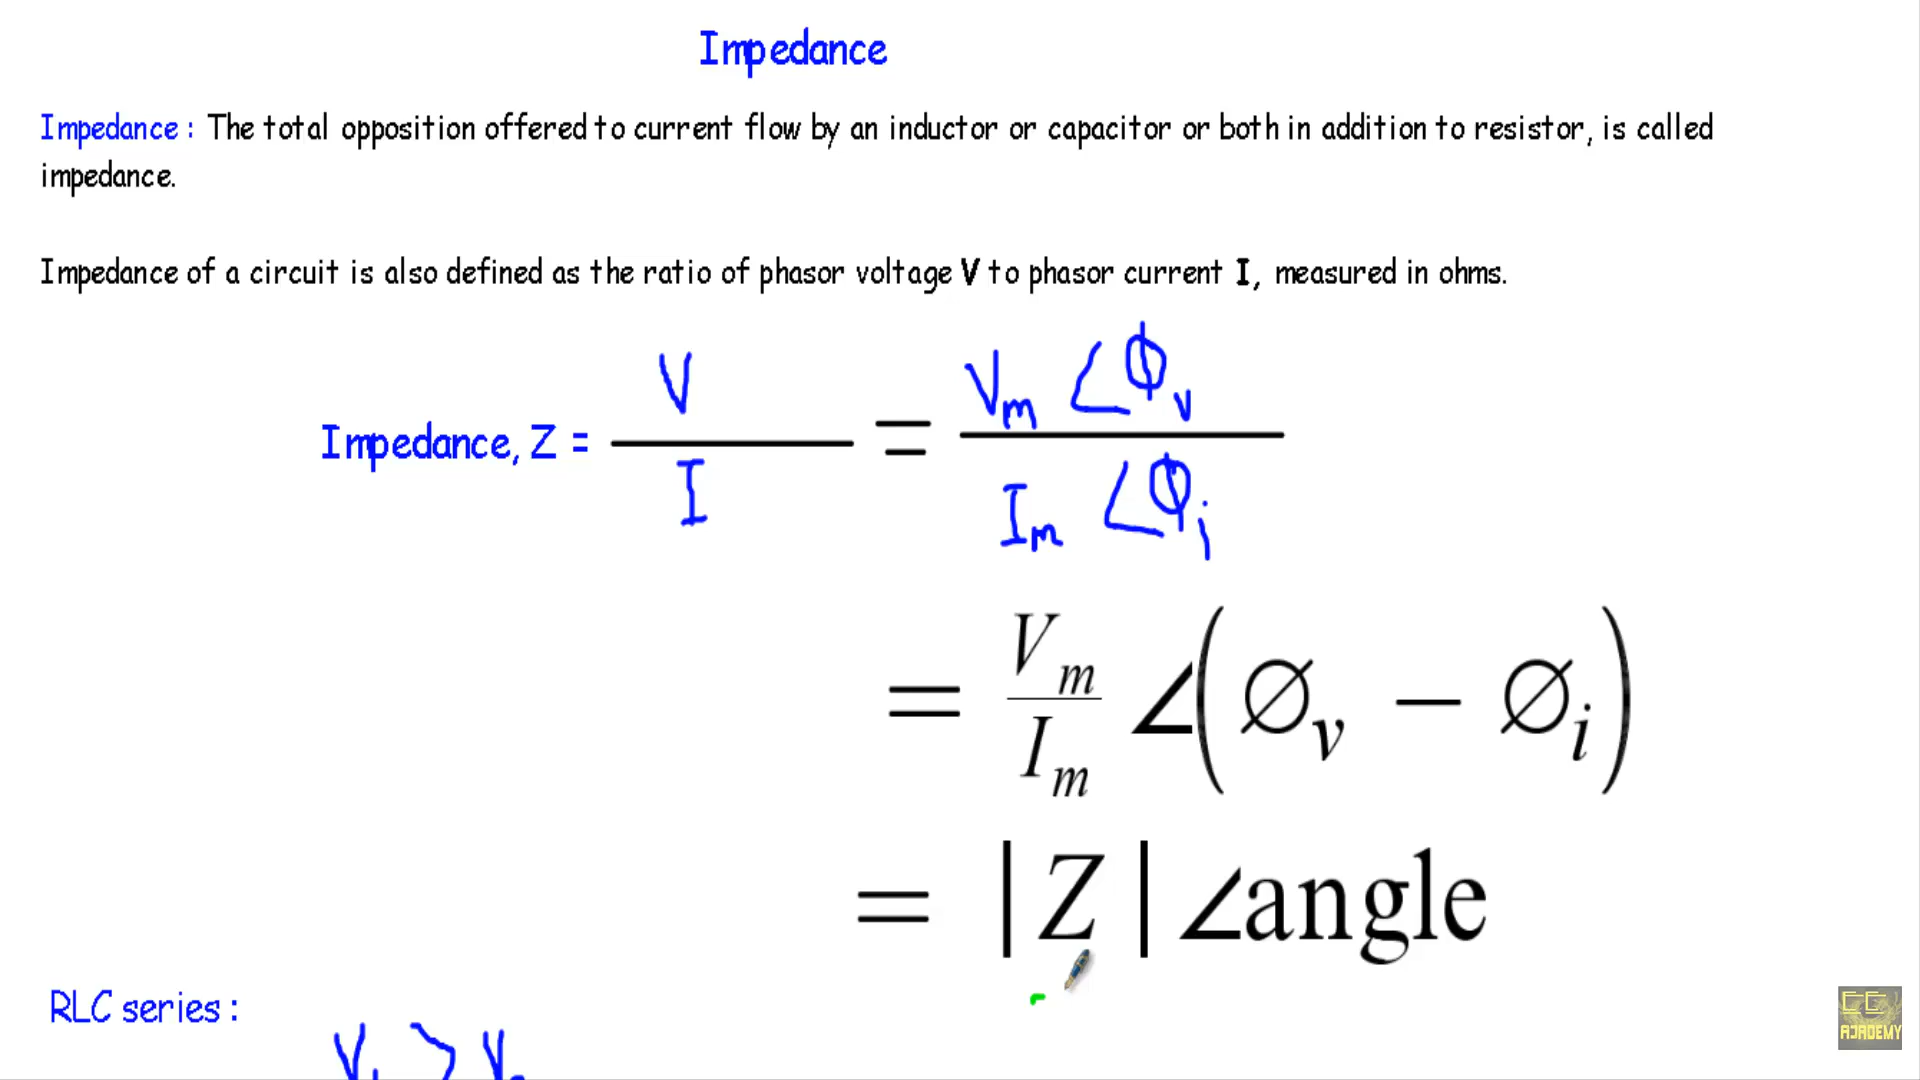 Impedance
Impedance : The total opposition offered to current flow by an inductor or capacitor or both in addition to resistor, is called
impedance.
Impedance of a circuit is also defined as the ratio of phasor voltage V to phasor current I, measured in ohms.
Impedance, Z = V / I = Vm ∠ϕv / Im ∠ϕi
= Vm / Im ∠(∅v − ∅i)
= |Z| ∠angle
RLC series :
EE
ACADEMY